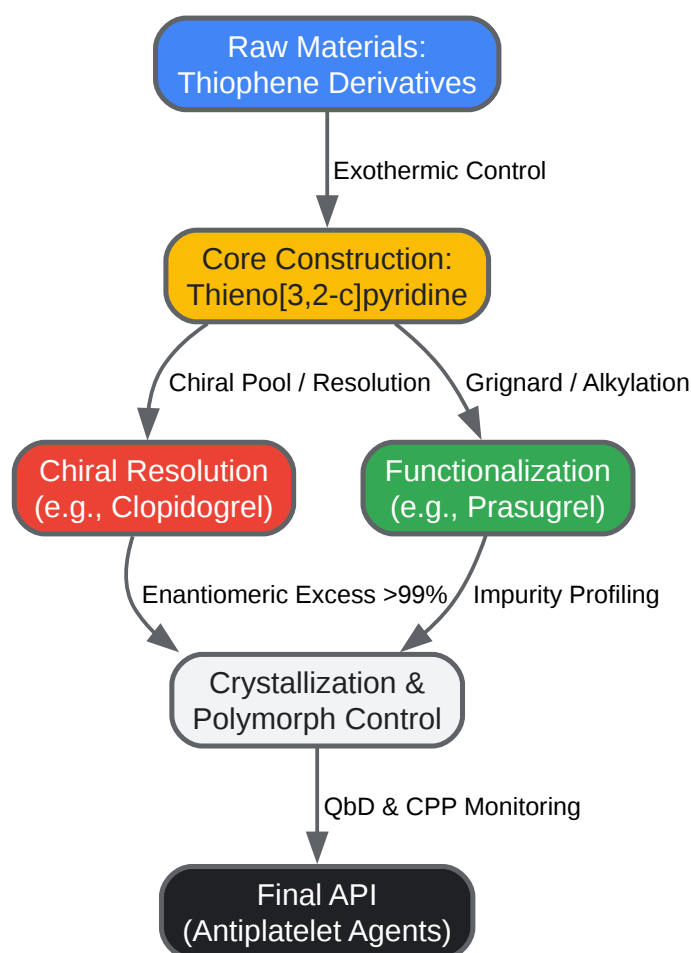 Raw Materials:
Thiophene Derivatives
Exothermic Control
Core Construction:
Thieno[3,2-c]pyridine
Chiral Pool / Resolution
Grignard / Alkylation
Chiral Resolution
(e.g., Clopidogrel)
Functionalization
(e.g., Prasugrel)
Enantiomeric Excess >99%
Impurity Profiling
Crystallization &
Polymorph Control
QbD & CPP Monitoring
Final API
(Antiplatelet Agents)